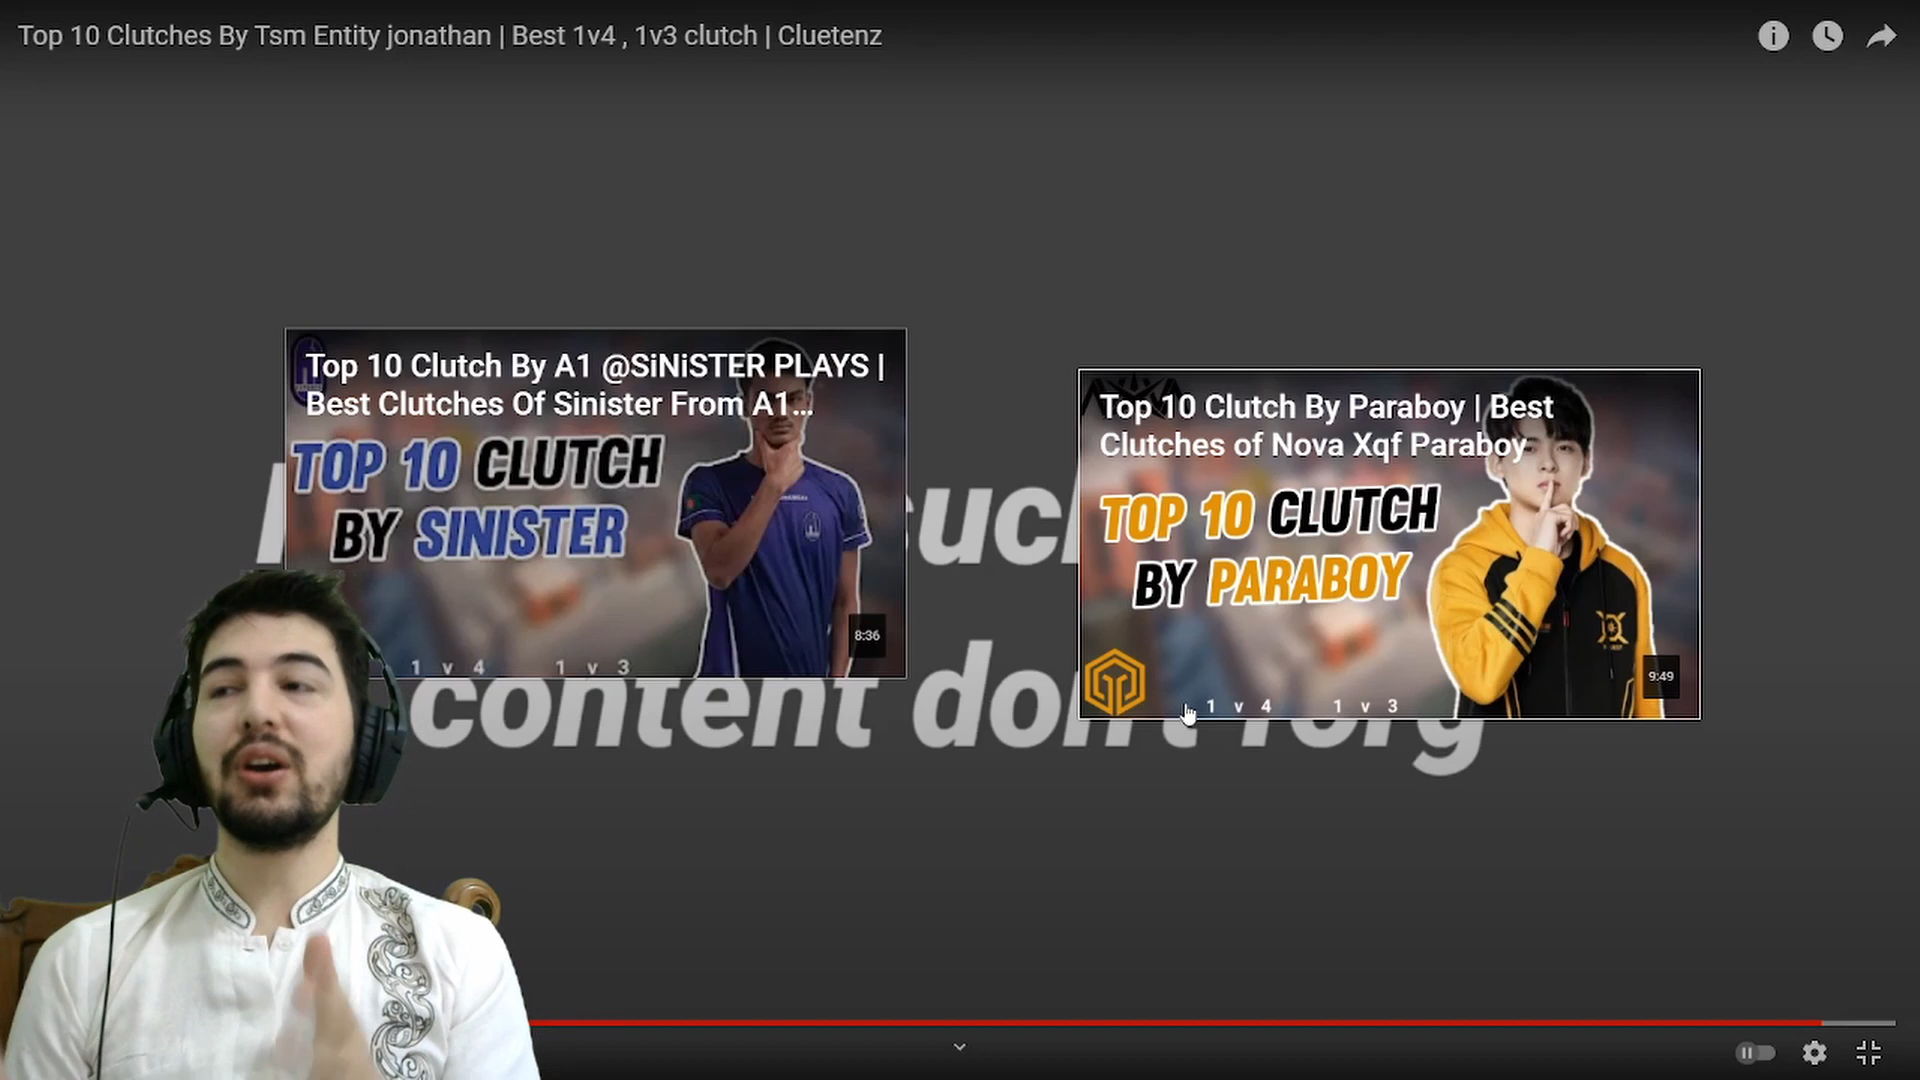 Top 10 Clutches By Tsm Entity jonathan | Best 1v4 , 1v3 clutch | Cluetenz
Top 10 Clutch By A1 @SiNiSTER PLAYS |
Best Clutches Of Sinister From A1...
TOP 10 CLUTCH
BY SINISTER
8:36
1 v 4 1 v 3
Top 10 Clutch By Paraboy | Best
Clutches of Nova Xqf Paraboy
TOP 10 CLUTCH
BY PARABOY
9:49
1 v 4 1 v 3
suc
content don't forg